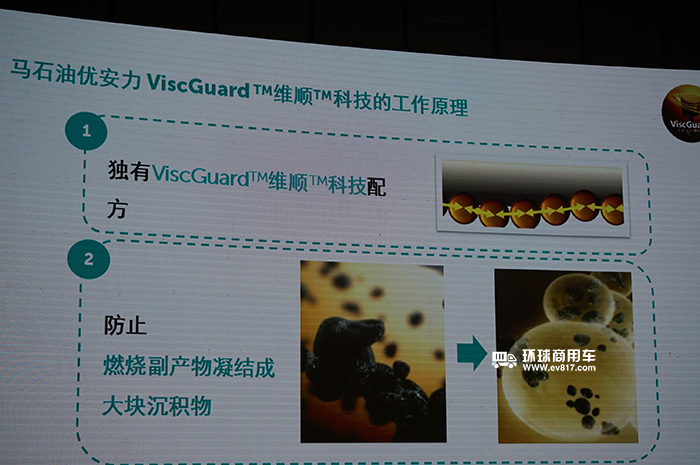 马石油优安力 ViscGuard™维顺™科技的工作原理
1
独有ViscGuard™维顺™科技配
方
ViscGua
2
防止
燃烧副产物凝结成
大块沉积物
环球商用车
www.ev817.com